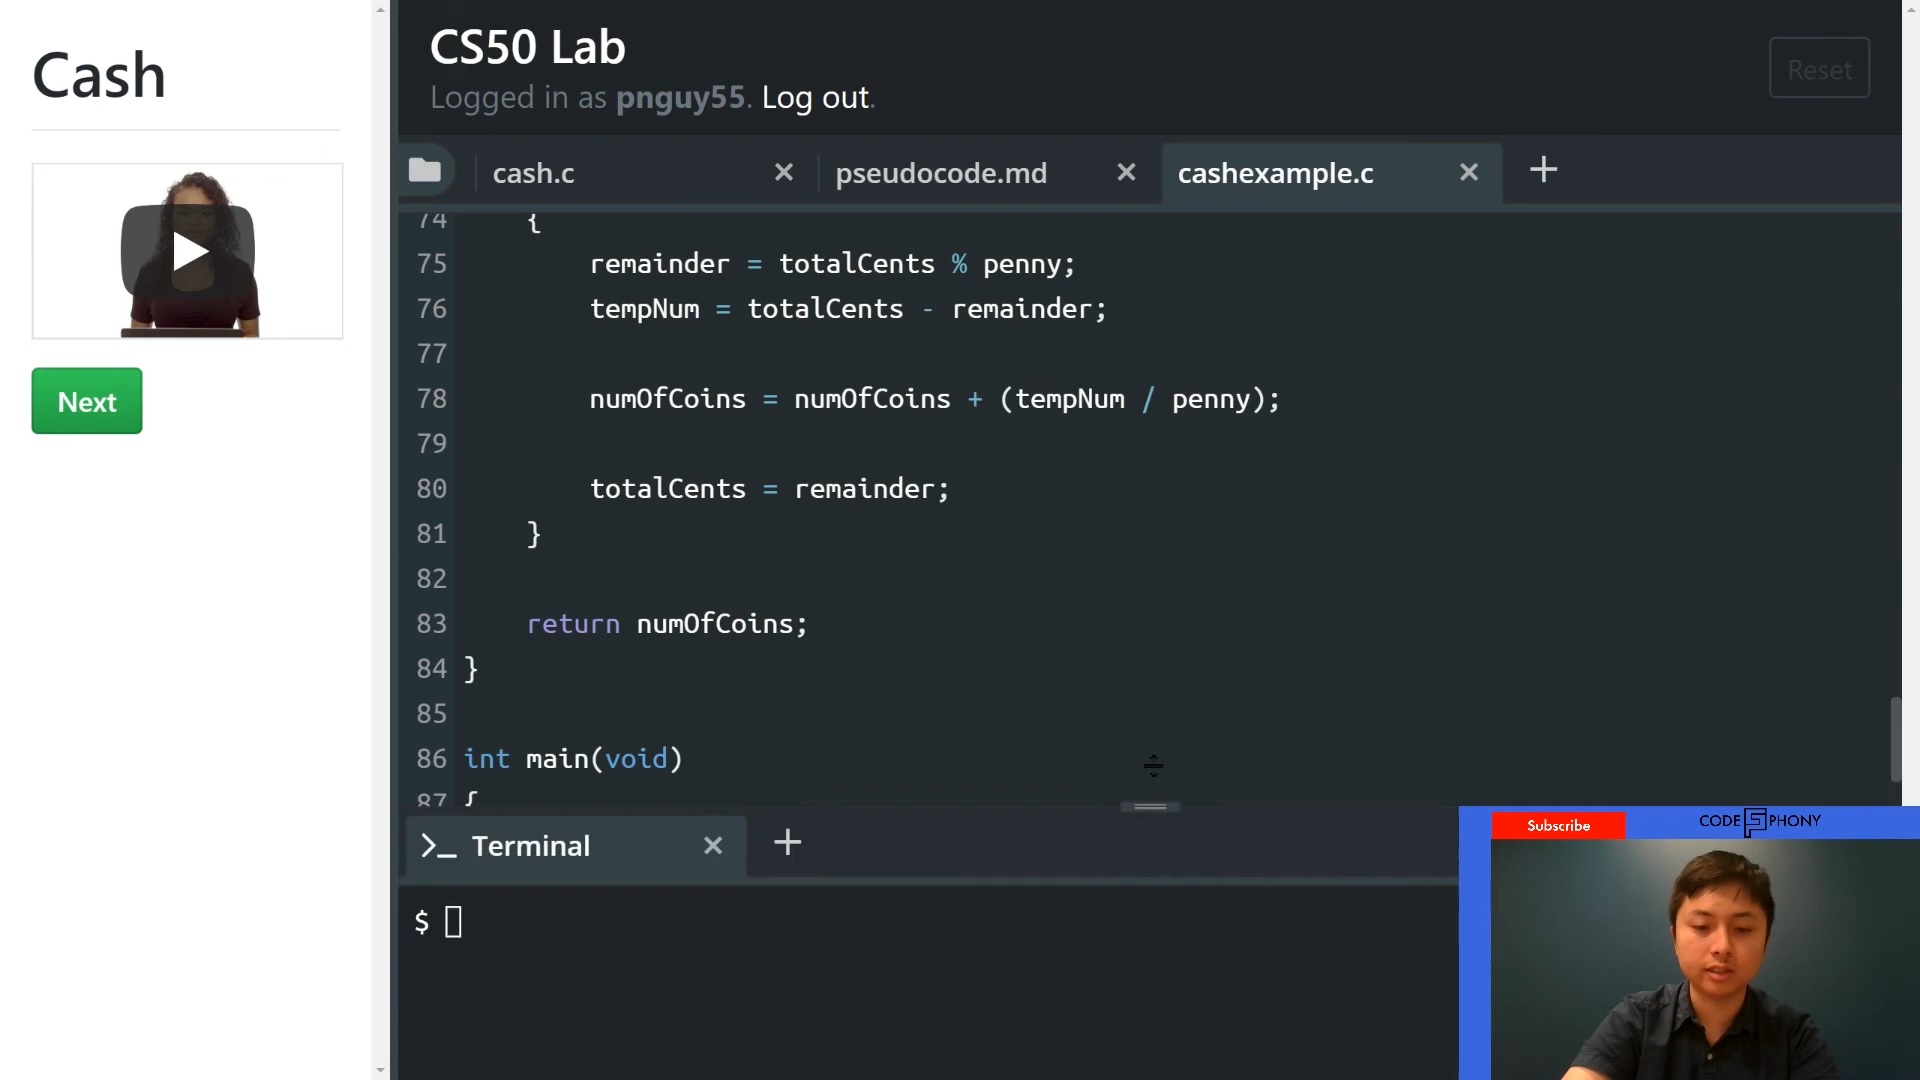 Cash
Next
CS50 Lab
Logged in as pnguy55. Log out.
Reset
cash.c
pseudocode.md
cashexample.c
74 {
75 remainder = totalCents % penny;
76 tempNum = totalCents - remainder;
77
78 numOfCoins = numOfCoins + (tempNum / penny);
79
80 totalCents = remainder;
81 }
82
83 return numOfCoins;
84 }
85
86 int main(void)
87 {
>_ Terminal
$
Subscribe
CODE PHONY